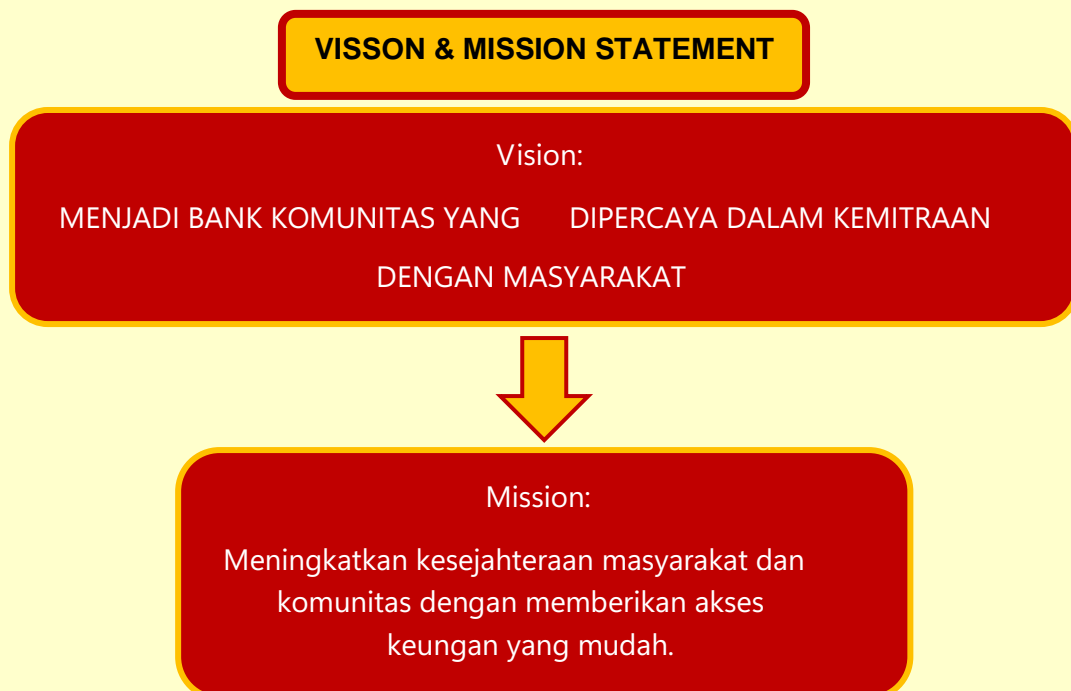 VISSON & MISSION STATEMENT
Vision:
MENJADI BANK KOMUNITAS YANG DIPERCAYA DALAM KEMITRAAN
DENGAN MASYARAKAT
Mission:
Meningkatkan kesejahteraan masyarakat dan
komunitas dengan memberikan akses
keungan yang mudah.